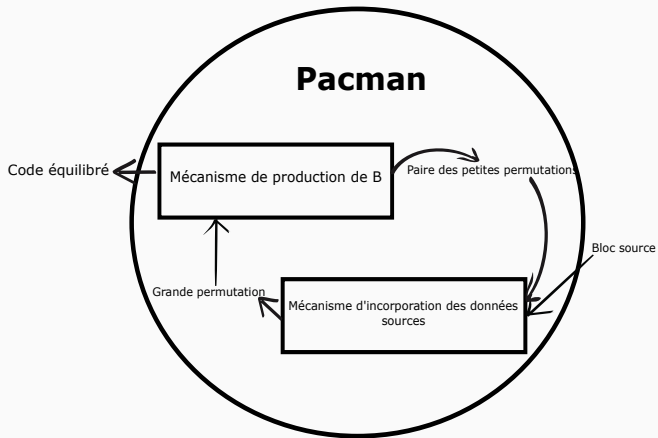 Pacman
Code équilibré
Mécanisme de production de B
Paire des petites permutations
Bloc source
Grande permutation
Mécanisme d'incorporation des données
sources